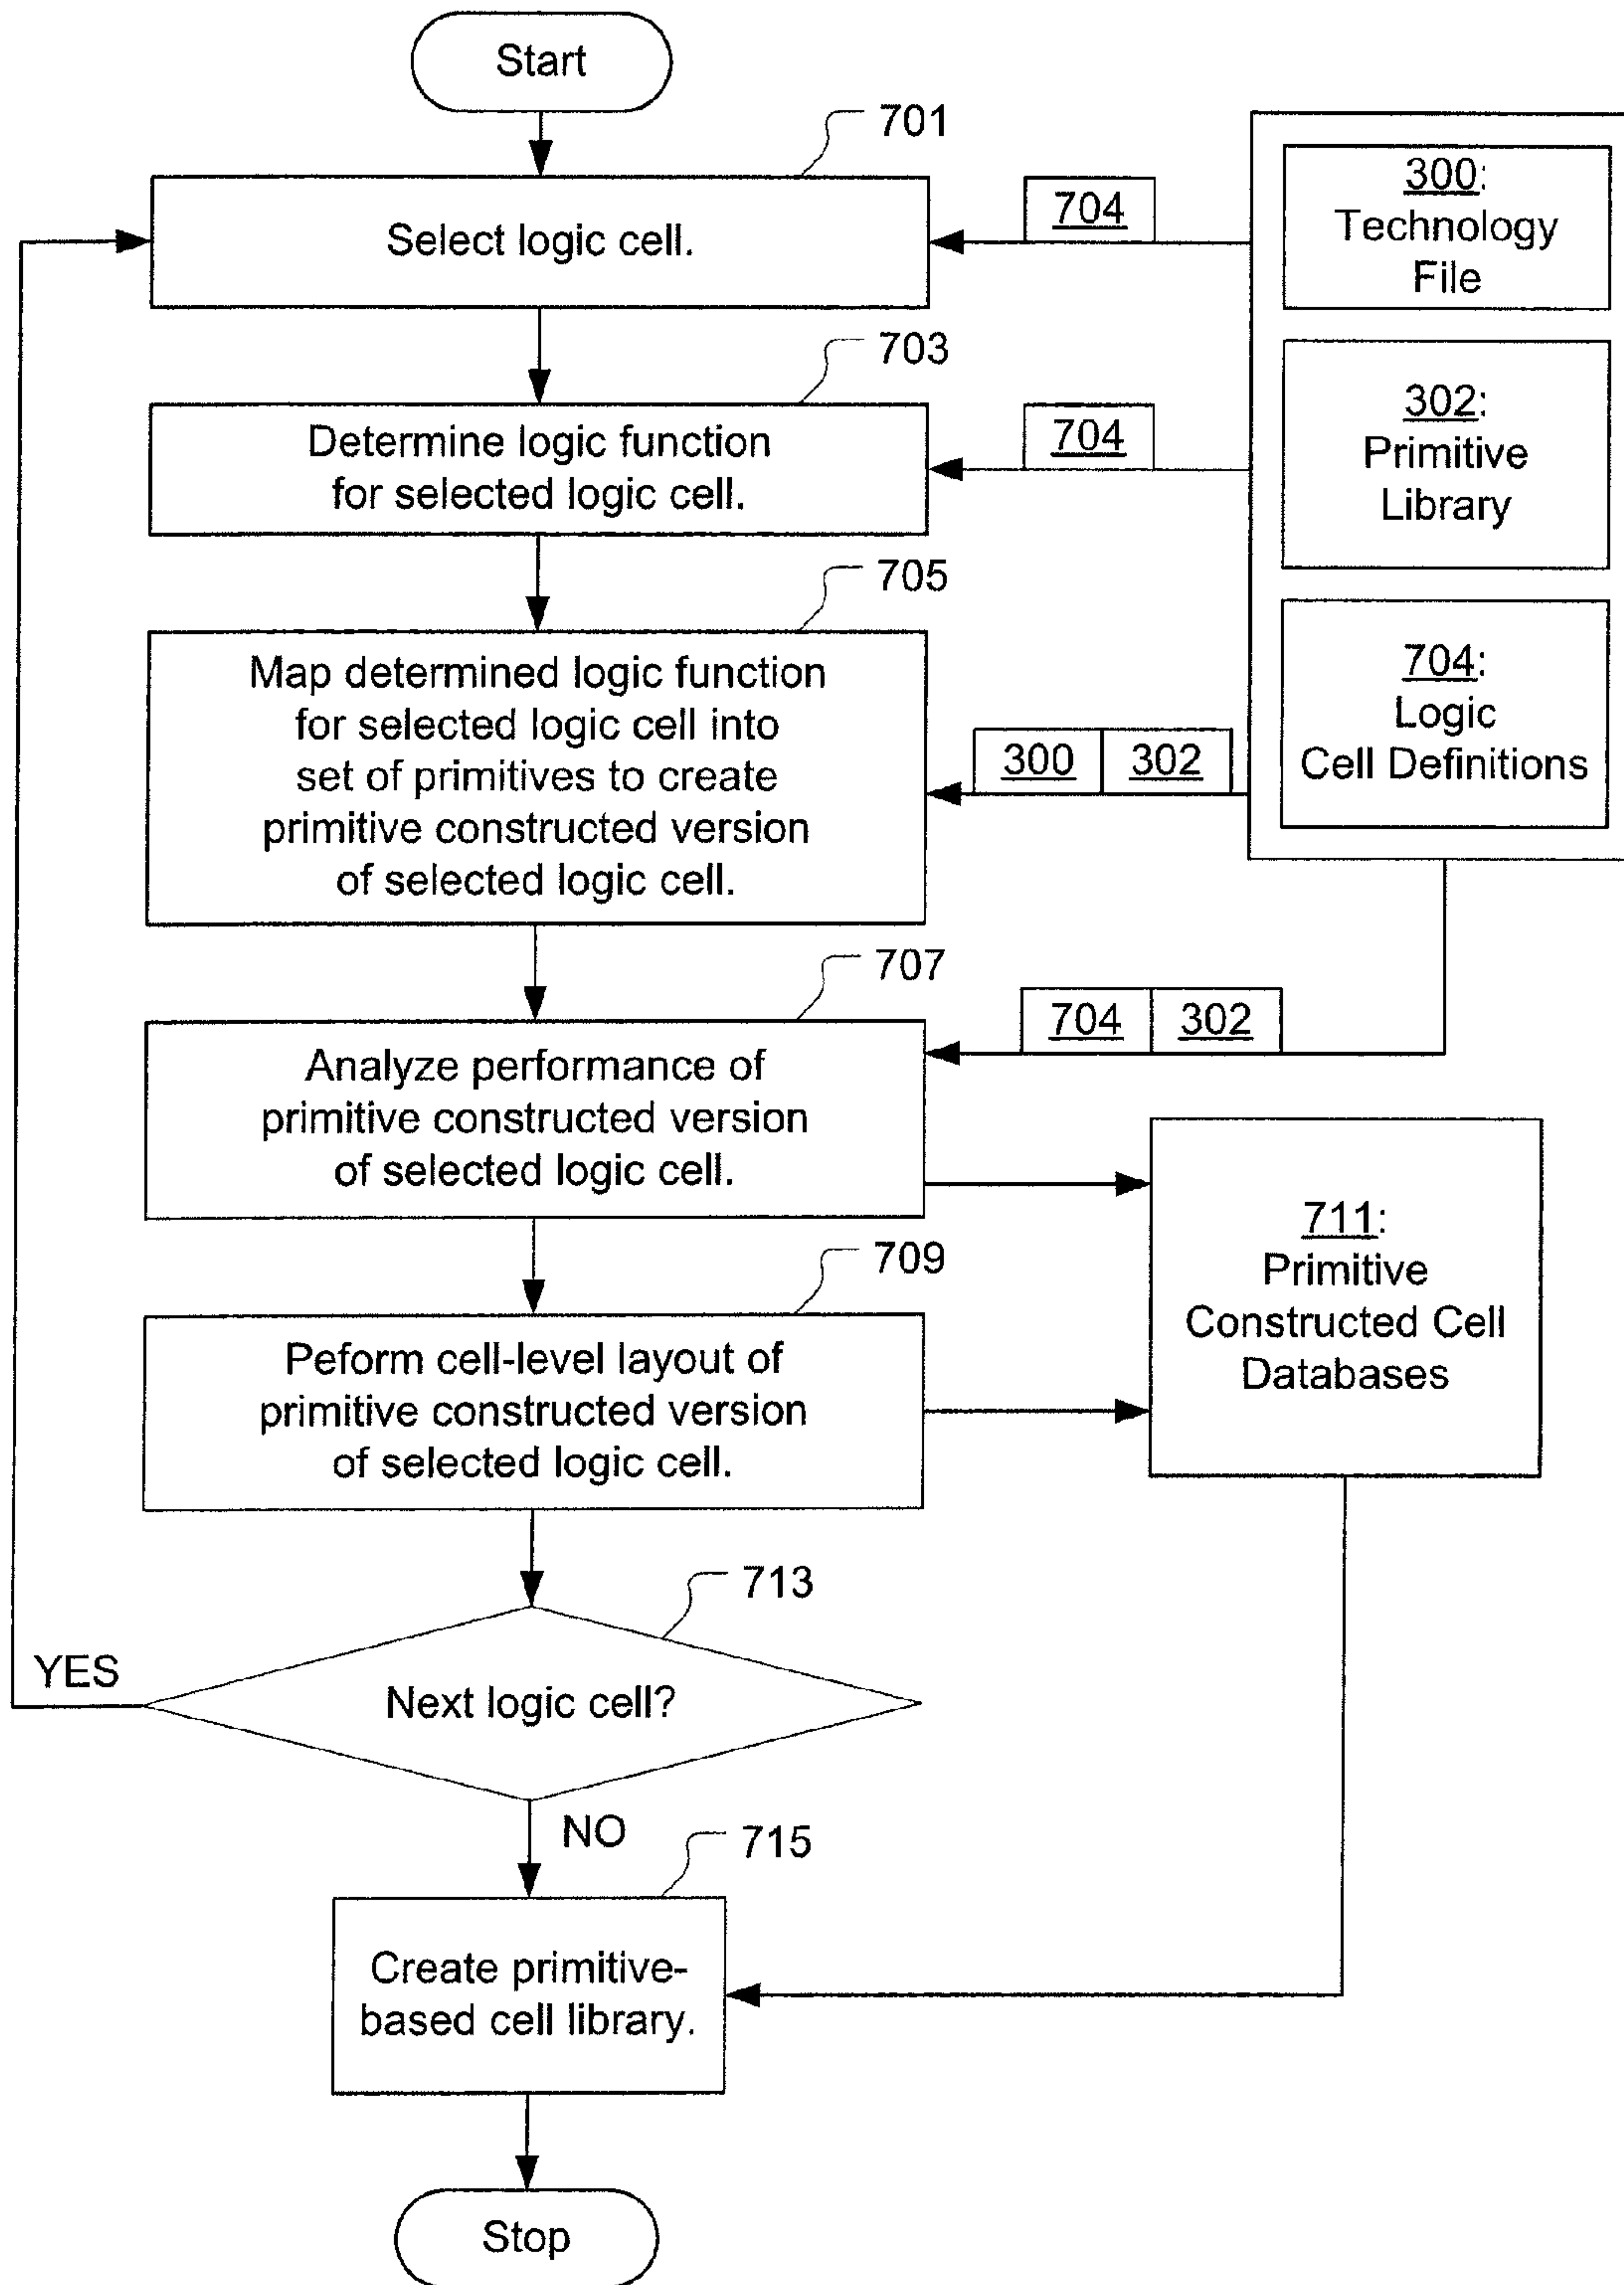 Start
701
Select logic cell.
704
300:
Technology
File
703
Determine logic function
for selected logic cell.
704
302:
Primitive
Library
705
Map determined logic function
for selected logic cell into
set of primitives to create
primitive constructed version
of selected logic cell.
300 302
704:
Logic
Cell Definitions
707
704 302
Analyze performance of
primitive constructed version
of selected logic cell.
711:
Primitive
Constructed Cell
Databases
709
Peform cell-level layout of
primitive constructed version
of selected logic cell.
713
YES
Next logic cell?
NO
715
Create primitive-
based cell library.
Stop